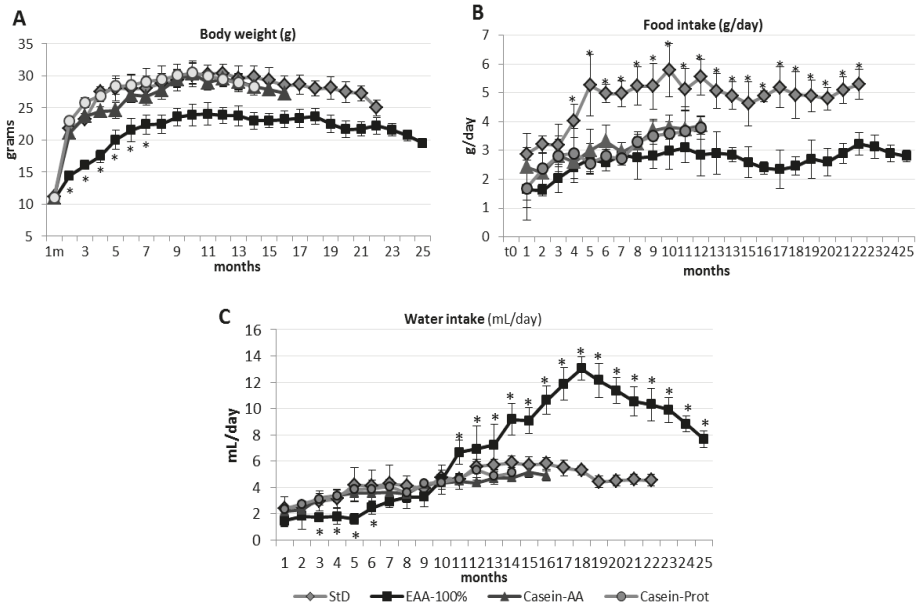 A
Body weight (g)
35
30
25
20
15
10
5
grams
1m 3 5 7 9 11 13 15 17 19 21 23 25
months
* * * * * *
B
Food intake (g/day)
7
6
5
4
3
2
1
0
g/day
t0 1 2 3 4 5 6 7 8 9 10 11 12 13 14 15 16 17 18 19 20 21 22 23 24 25
months
* * * * * * * * * * * * * * * * * * *
C
Water intake (mL/day)
16
14
12
10
8
6
4
2
0
mL/day
1 2 3 4 5 6 7 8 9 10 11 12 13 14 15 16 17 18 19 20 21 22 23 24 25
months
* * * * * * * * * * * * * * * * * * *
StD EAA-100% Casein-AA Casein-Prot